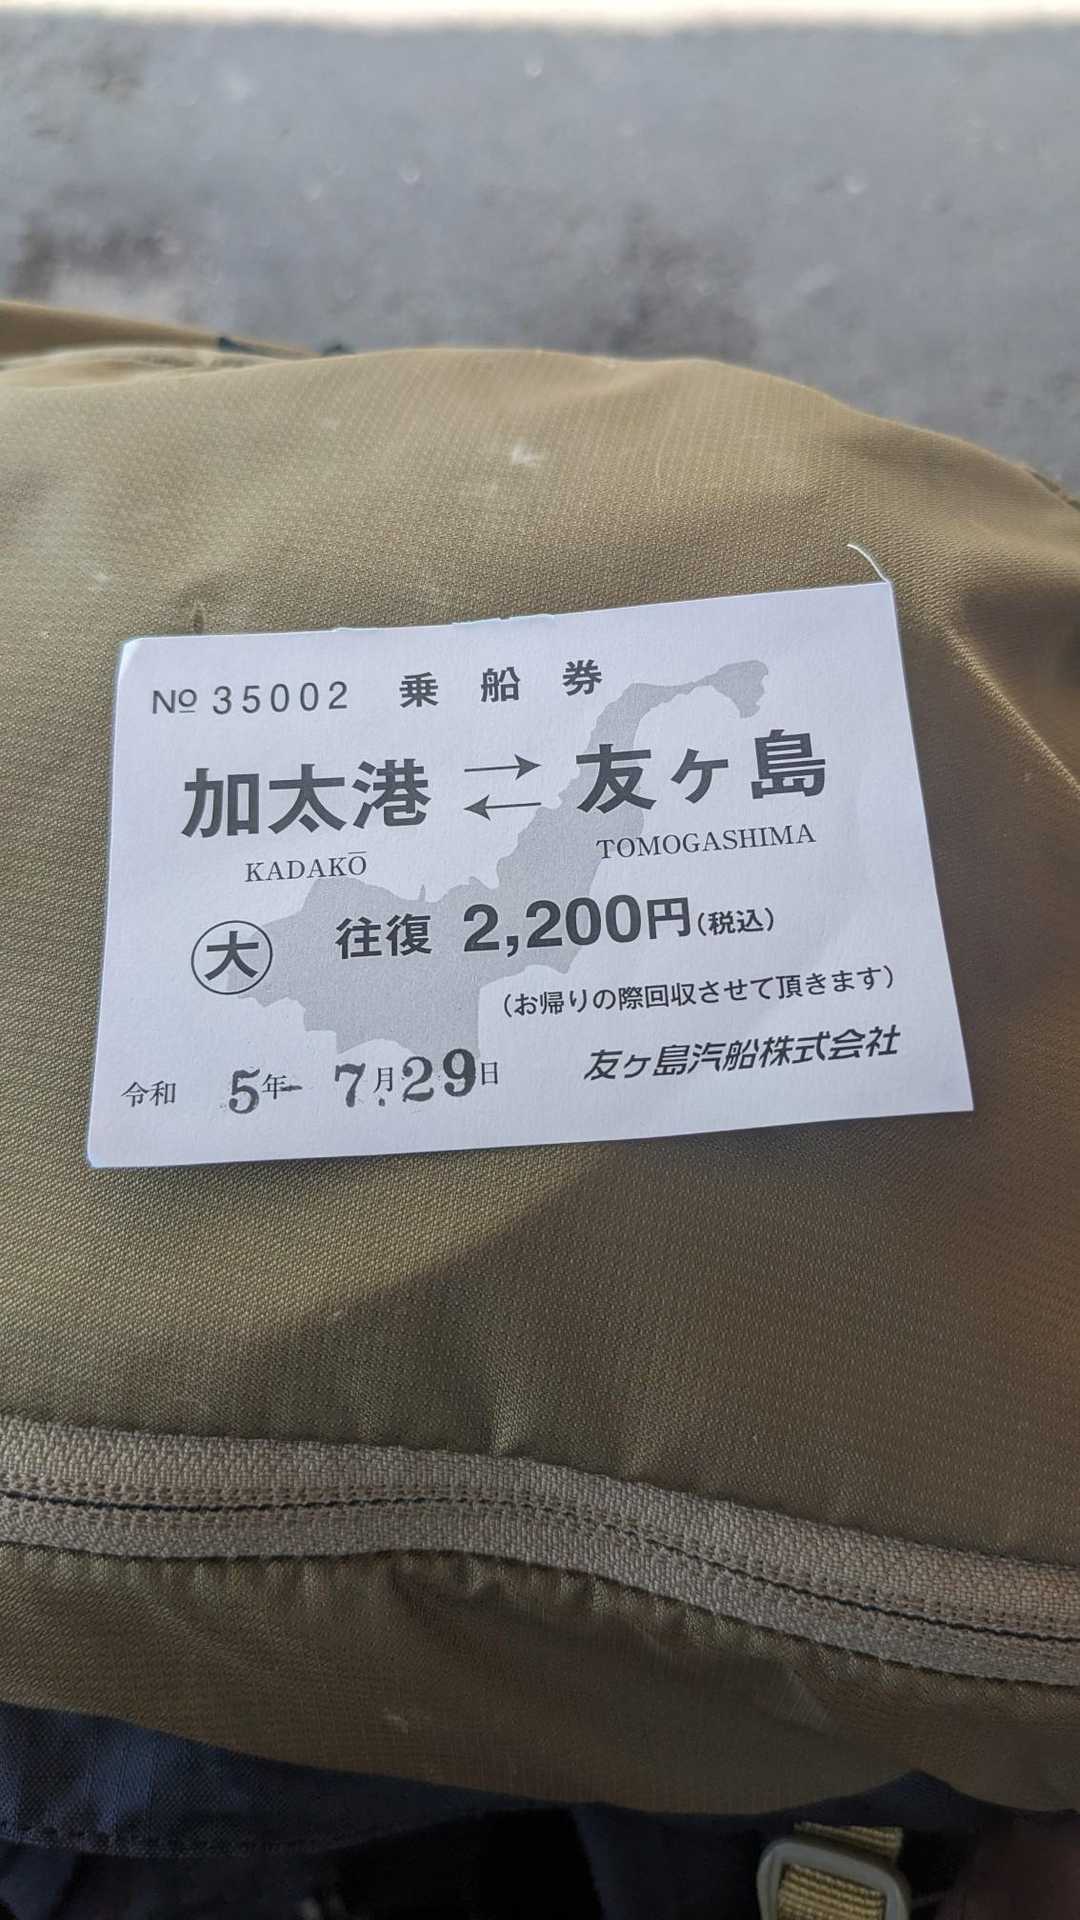 № 35002 乗船券
加太港 ⇄ 友ヶ島
KADAKŌ TOMOGASHIMA
大 往復 2,200円(税込)
(お帰りの際回収させて頂きます)
令和 5年 7月29日 友ヶ島汽船株式会社